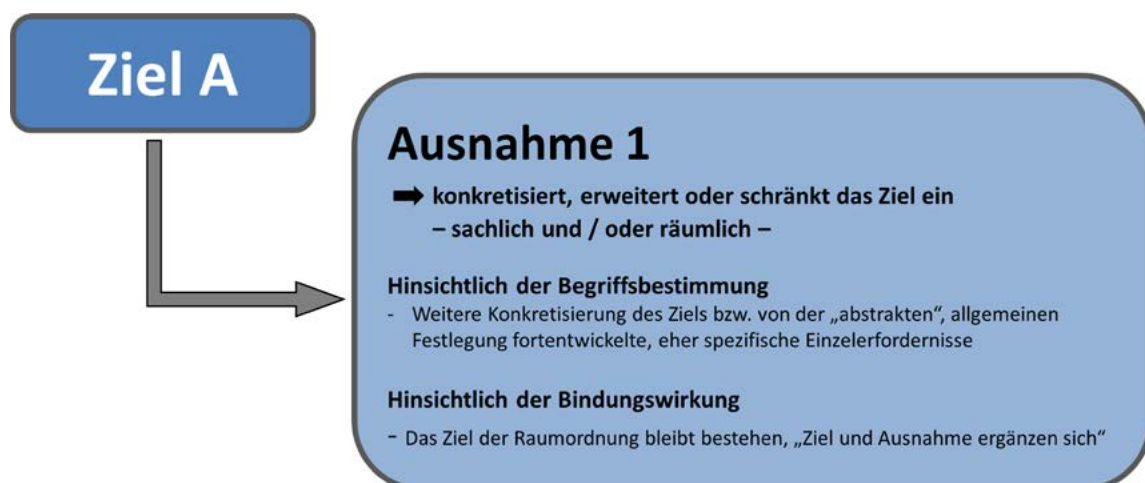 Ziel A
Ausnahme 1
➡ konkretisiert, erweitert oder schränkt das Ziel ein
– sachlich und / oder räumlich –
Hinsichtlich der Begriffsbestimmung
- Weitere Konkretisierung des Ziels bzw. von der „abstrakten“, allgemeinen
Festlegung fortentwickelte, eher spezifische Einzelerfordernisse
Hinsichtlich der Bindungswirkung
- Das Ziel der Raumordnung bleibt bestehen, „Ziel und Ausnahme ergänzen sich“